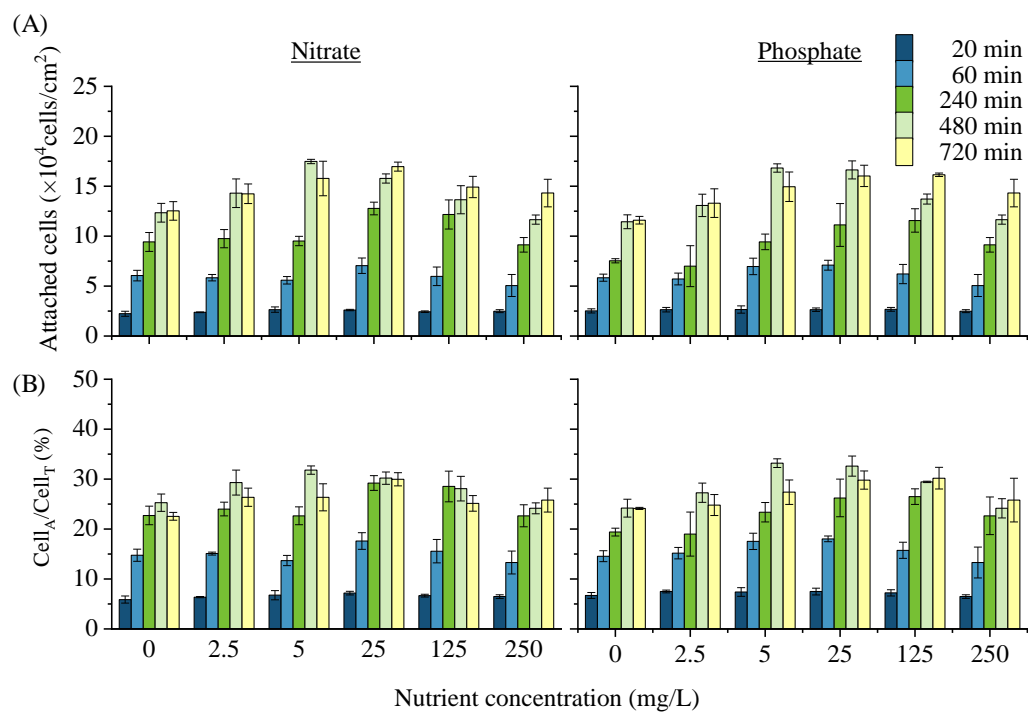 (A)
Nitrate
Phosphate
20 min
60 min
240 min
480 min
720 min
Attached cells (×10⁴cells/cm²)
25
20
15
10
5
0
(B)
Cell_A/Cell_T (%)
50
40
30
20
10
0
0 2.5 5 25 125 250
0 2.5 5 25 125 250
Nutrient concentration (mg/L)